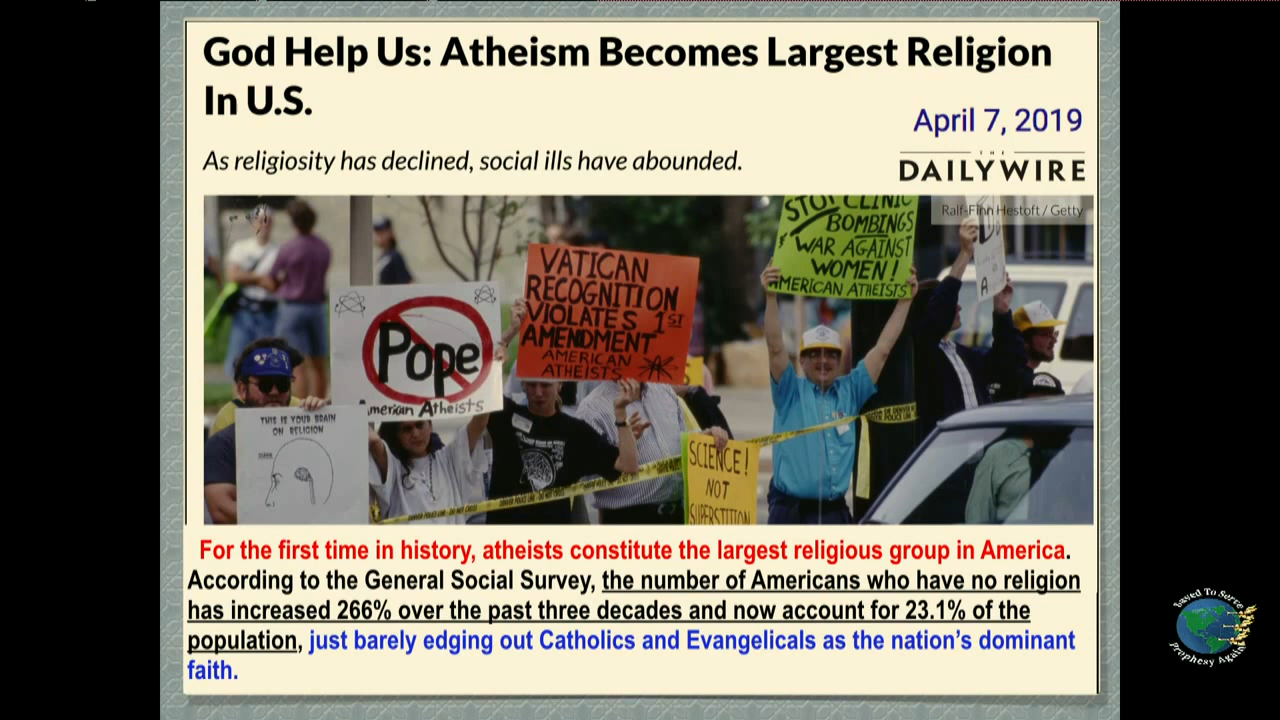 God Help Us: Atheism Becomes Largest Religion
In U.S.
April 7, 2019
As religiosity has declined, social ills have abounded.
THE
DAILYWIRE
Ralf-Finn Hestoft / Getty
STOP CLINIC
BOMBINGS
WAR AGAINST
WOMEN!
AMERICAN ATHEISTS
VATICAN
RECOGNITION
VIOLATES 1ST
AMENDMENT
AMERICAN
ATHEISTS
Pope
American Atheists
THIS IS YOUR BRAIN
ON RELIGION
SCIENCE!
NOT
SUPERSTITION
A
For the first time in history, atheists constitute the largest religious group in America.
According to the General Social Survey, the number of Americans who have no religion
has increased 266% over the past three decades and now account for 23.1% of the
population, just barely edging out Catholics and Evangelicals as the nation's dominant
faith.
Saved To Serve
Prophesy Again